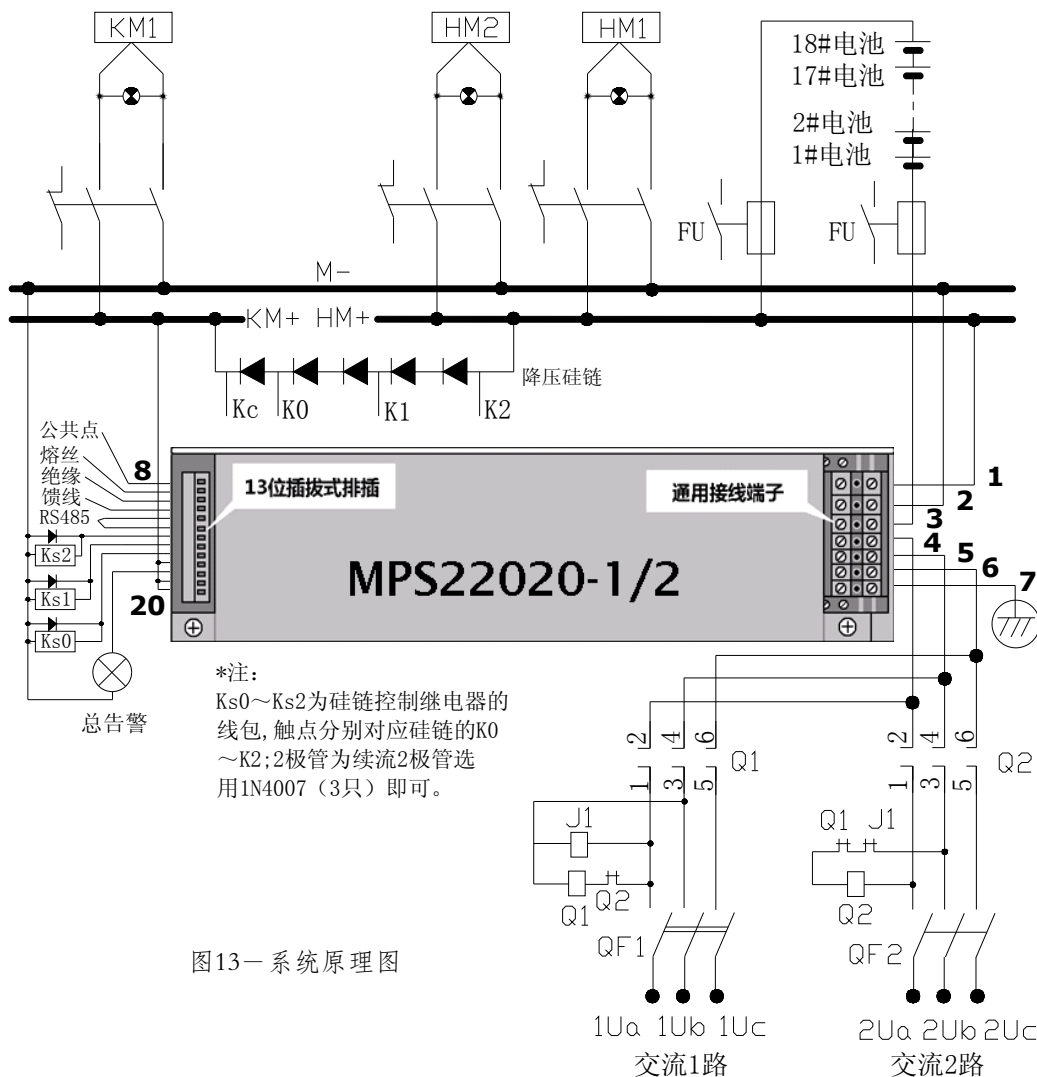 KM1
HM2
HM1
18#电池
17#电池
2#电池
1#电池
FU
FU
M-
KM+ HM+
降压硅链
Kc K0 K1 K2
公共点
熔丝
绝缘
馈线
RS485
8
13位插拔式排插
通用接线端子
1
2
3
4
5
6
7
Ks2
Ks1
Ks0
20
MPS22020-1/2
总告警
*注:
Ks0～Ks2为硅链控制继电器的
线包,触点分别对应硅链的K0
～K2;2极管为续流2极管选
用1N4007（3只）即可。
2 4 6
Q1
1 3 5
2 4 6
Q2
1 3 5
J1
Q1 Q2
Q1 J1
Q2
QF1
QF2
图13－系统原理图
1Ua 1Ub 1Uc
交流1路
2Ua 2Ub 2Uc
交流2路